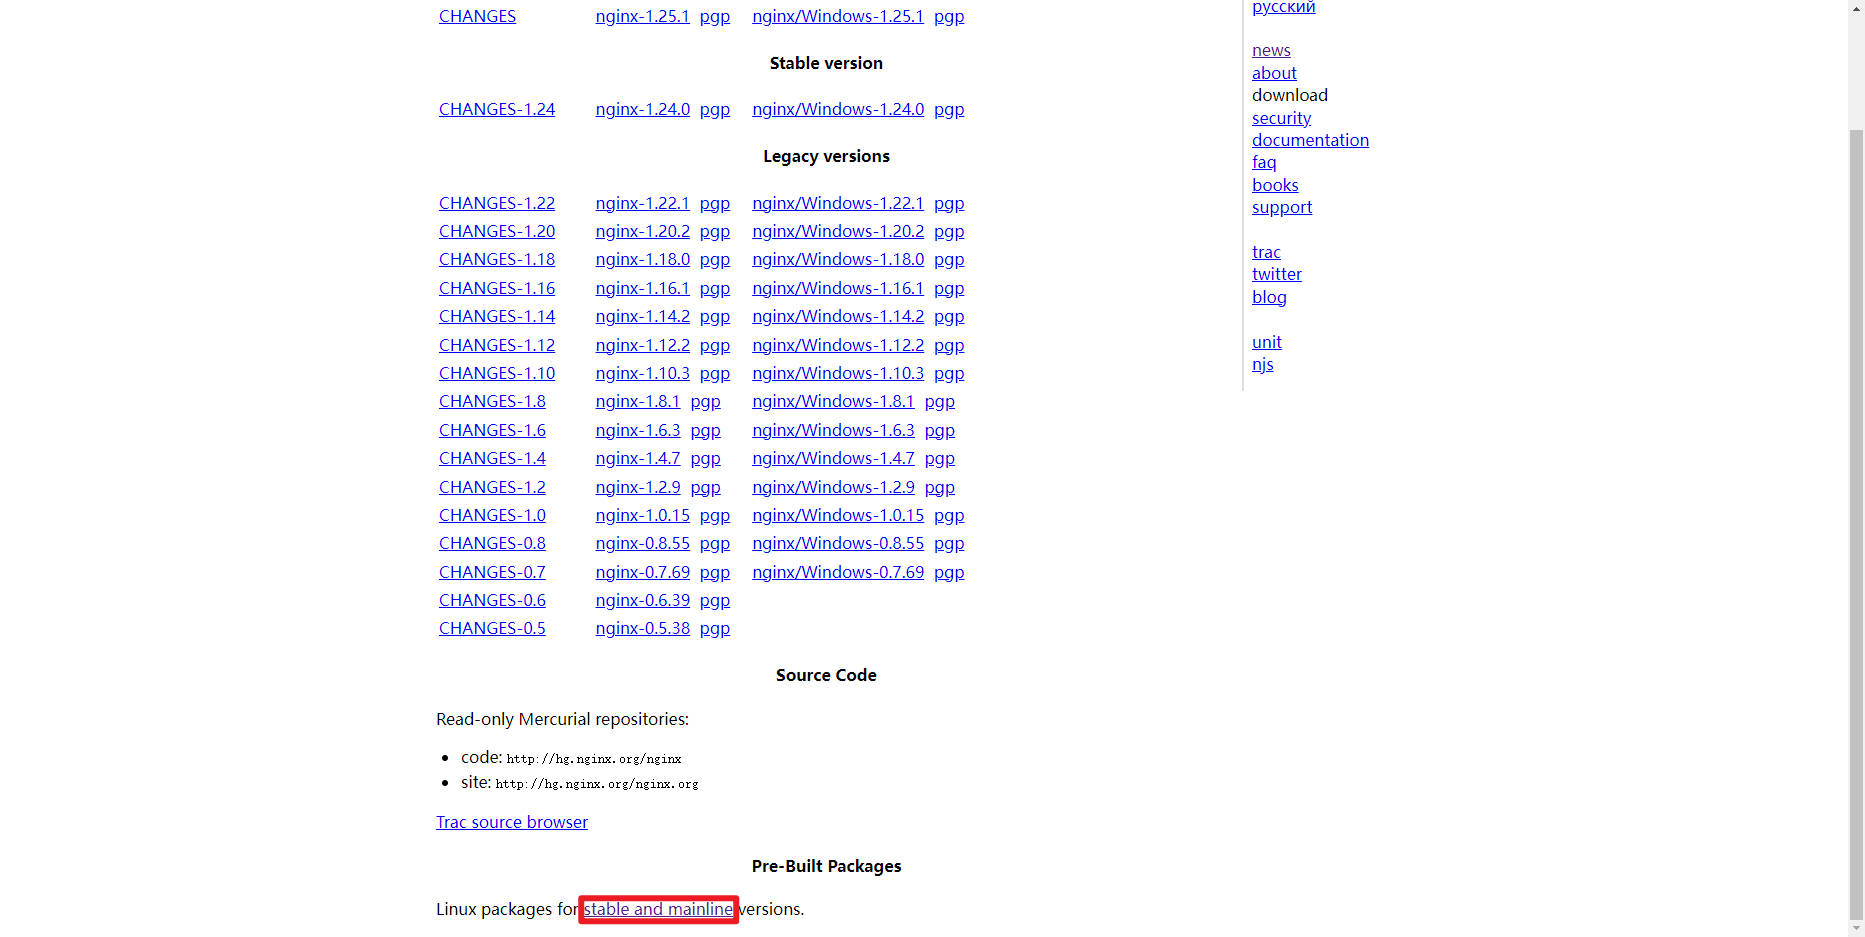 CHANGES nginx-1.25.1 pgp nginx/Windows-1.25.1 pgp
Stable version
CHANGES-1.24 nginx-1.24.0 pgp nginx/Windows-1.24.0 pgp
Legacy versions
CHANGES-1.22 nginx-1.22.1 pgp nginx/Windows-1.22.1 pgp
CHANGES-1.20 nginx-1.20.2 pgp nginx/Windows-1.20.2 pgp
CHANGES-1.18 nginx-1.18.0 pgp nginx/Windows-1.18.0 pgp
CHANGES-1.16 nginx-1.16.1 pgp nginx/Windows-1.16.1 pgp
CHANGES-1.14 nginx-1.14.2 pgp nginx/Windows-1.14.2 pgp
CHANGES-1.12 nginx-1.12.2 pgp nginx/Windows-1.12.2 pgp
CHANGES-1.10 nginx-1.10.3 pgp nginx/Windows-1.10.3 pgp
CHANGES-1.8 nginx-1.8.1 pgp nginx/Windows-1.8.1 pgp
CHANGES-1.6 nginx-1.6.3 pgp nginx/Windows-1.6.3 pgp
CHANGES-1.4 nginx-1.4.7 pgp nginx/Windows-1.4.7 pgp
CHANGES-1.2 nginx-1.2.9 pgp nginx/Windows-1.2.9 pgp
CHANGES-1.0 nginx-1.0.15 pgp nginx/Windows-1.0.15 pgp
CHANGES-0.8 nginx-0.8.55 pgp nginx/Windows-0.8.55 pgp
CHANGES-0.7 nginx-0.7.69 pgp nginx/Windows-0.7.69 pgp
CHANGES-0.6 nginx-0.6.39 pgp
CHANGES-0.5 nginx-0.5.38 pgp
Source Code
Read-only Mercurial repositories:
• code: http://hg.nginx.org/nginx
• site: http://hg.nginx.org/nginx.org
Trac source browser
Pre-Built Packages
Linux packages for stable and mainline versions.
русский
news
about
download
security
documentation
faq
books
support
trac
twitter
blog
unit
njs